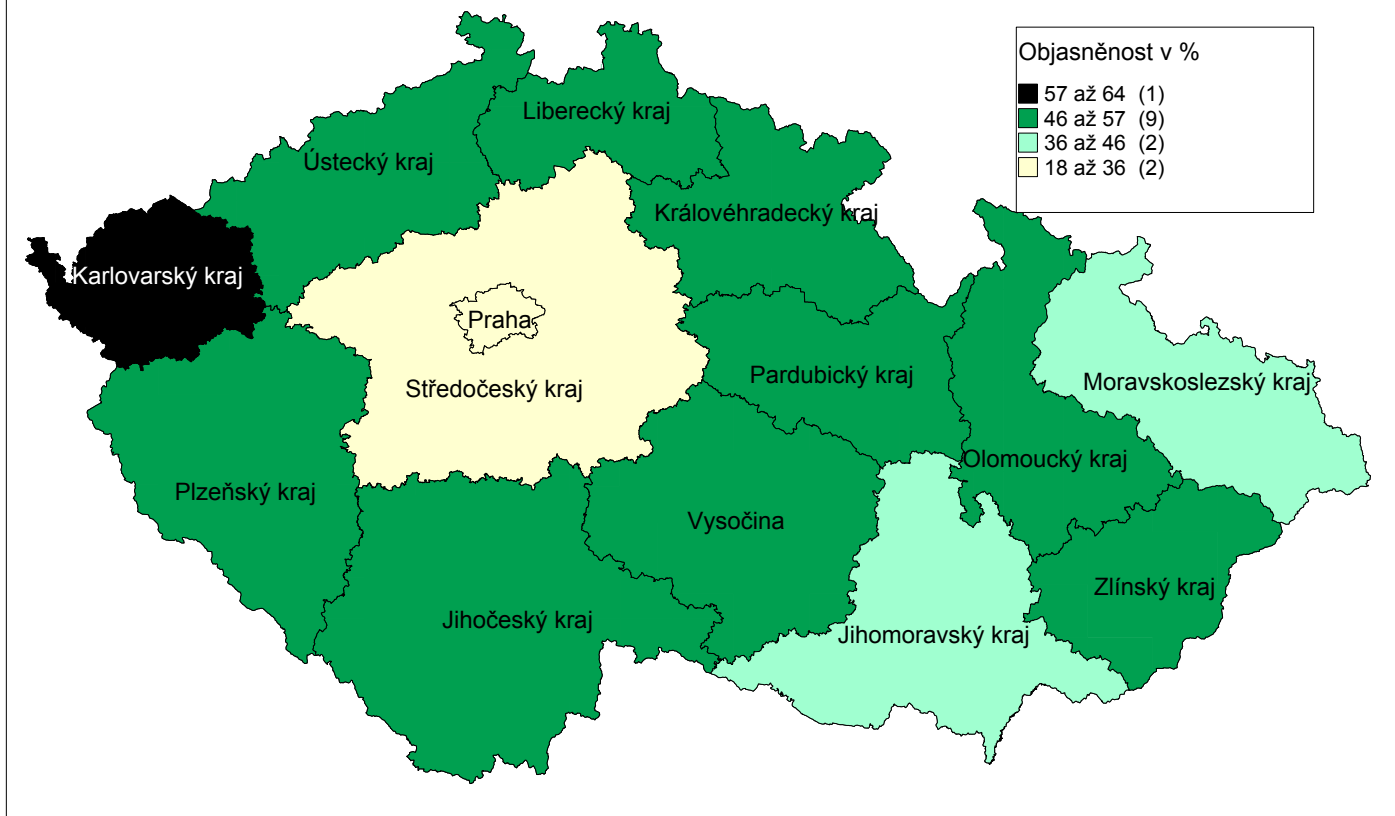 Objasněnost v %
57 až 64 (1)
46 až 57 (9)
36 až 46 (2)
18 až 36 (2)
Liberecký kraj
Ústecký kraj
Královéhradecký kraj
Karlovarský kraj
Praha
Středočeský kraj
Pardubický kraj
Moravskoslezský kraj
Olomoucký kraj
Plzeňský kraj
Vysočina
Zlínský kraj
Jihočeský kraj
Jihomoravský kraj